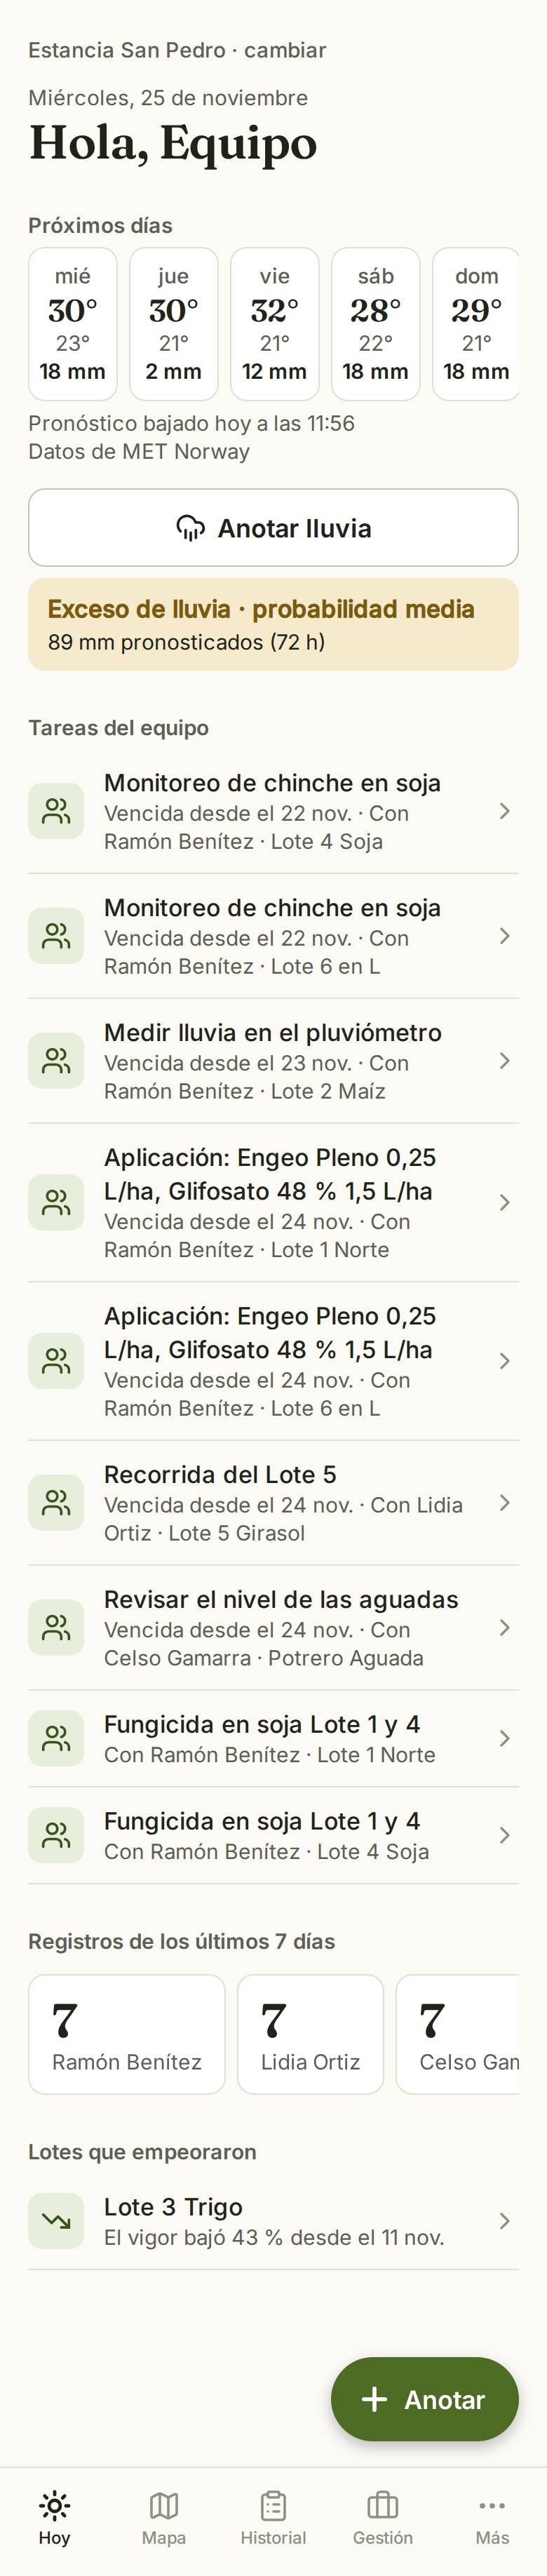 Estancia San Pedro · cambiar
Miércoles, 25 de noviembre
Hola, Equipo
Próximos días
mié
30°
23°
18 mm
jue
30°
21°
2 mm
vie
32°
21°
12 mm
sáb
28°
22°
18 mm
dom
29°
21°
18 mm
Pronóstico bajado hoy a las 11:56
Datos de MET Norway
Anotar lluvia
Exceso de lluvia · probabilidad media
89 mm pronosticados (72 h)
Tareas del equipo
Monitoreo de chinche en soja
Vencida desde el 22 nov. · Con
Ramón Benítez · Lote 4 Soja
Monitoreo de chinche en soja
Vencida desde el 22 nov. · Con
Ramón Benítez · Lote 6 en L
Medir lluvia en el pluviómetro
Vencida desde el 23 nov. · Con
Ramón Benítez · Lote 2 Maíz
Aplicación: Engeo Pleno 0,25
L/ha, Glifosato 48 % 1,5 L/ha
Vencida desde el 24 nov. · Con
Ramón Benítez · Lote 1 Norte
Aplicación: Engeo Pleno 0,25
L/ha, Glifosato 48 % 1,5 L/ha
Vencida desde el 24 nov. · Con
Ramón Benítez · Lote 6 en L
Recorrida del Lote 5
Vencida desde el 24 nov. · Con Lidia
Ortiz · Lote 5 Girasol
Revisar el nivel de las aguadas
Vencida desde el 24 nov. · Con
Celso Gamarra · Potrero Aguada
Fungicida en soja Lote 1 y 4
Con Ramón Benítez · Lote 1 Norte
Fungicida en soja Lote 1 y 4
Con Ramón Benítez · Lote 4 Soja
Registros de los últimos 7 días
7
Ramón Benítez
7
Lidia Ortiz
7
Celso Gam
Lotes que empeoraron
Lote 3 Trigo
El vigor bajó 43 % desde el 11 nov.
Anotar
Hoy
Mapa
Historial
Gestión
Más